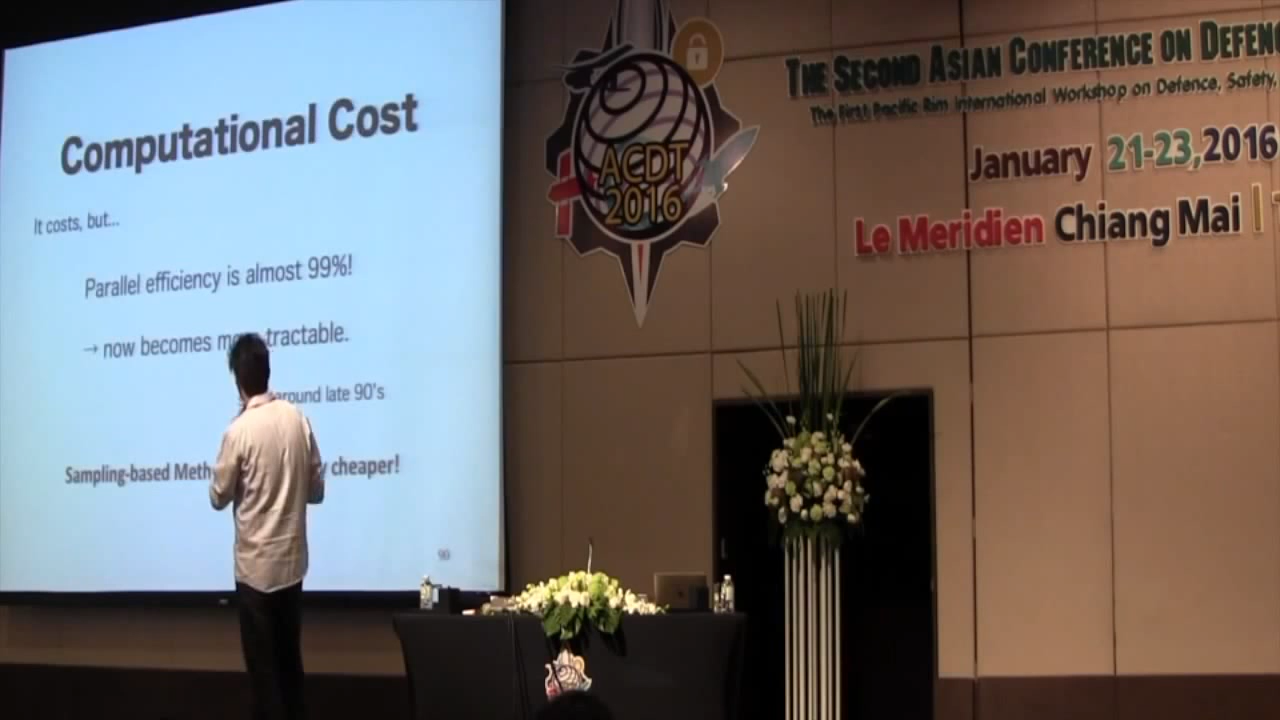 Computational Cost
It costs, but...
Parallel efficiency is almost 99%!
→ now becomes tractable.
around late 90's
Sampling-based cheaper!
90
ACDT
2016
THE SECOND ASIAN CONFERENCE ON
The First Pacific Rim International Workshop on Defence, Safety,
January 21-23,2016
Le Meridien Chiang Mai |